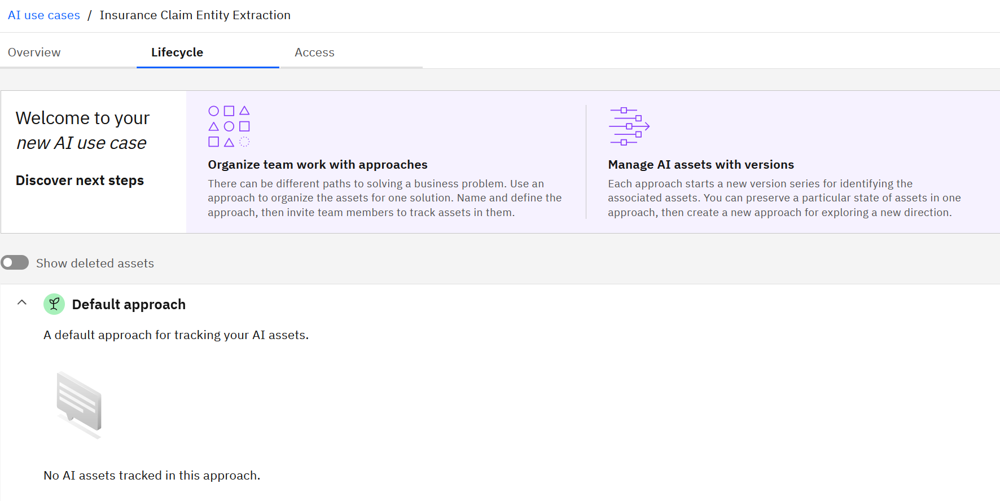 AI use cases / Insurance Claim Entity Extraction
Overview
Lifecycle
Access
Welcome to your
new AI use case
Discover next steps
Organize team work with approaches
There can be different paths to solving a business problem. Use an
approach to organize the assets for one solution. Name and define the
approach, then invite team members to track assets in them.
Manage AI assets with versions
Each approach starts a new version series for identifying the
associated assets. You can preserve a particular state of assets in one
approach, then create a new approach for exploring a new direction.
Show deleted assets
Default approach
A default approach for tracking your AI assets.
No AI assets tracked in this approach.